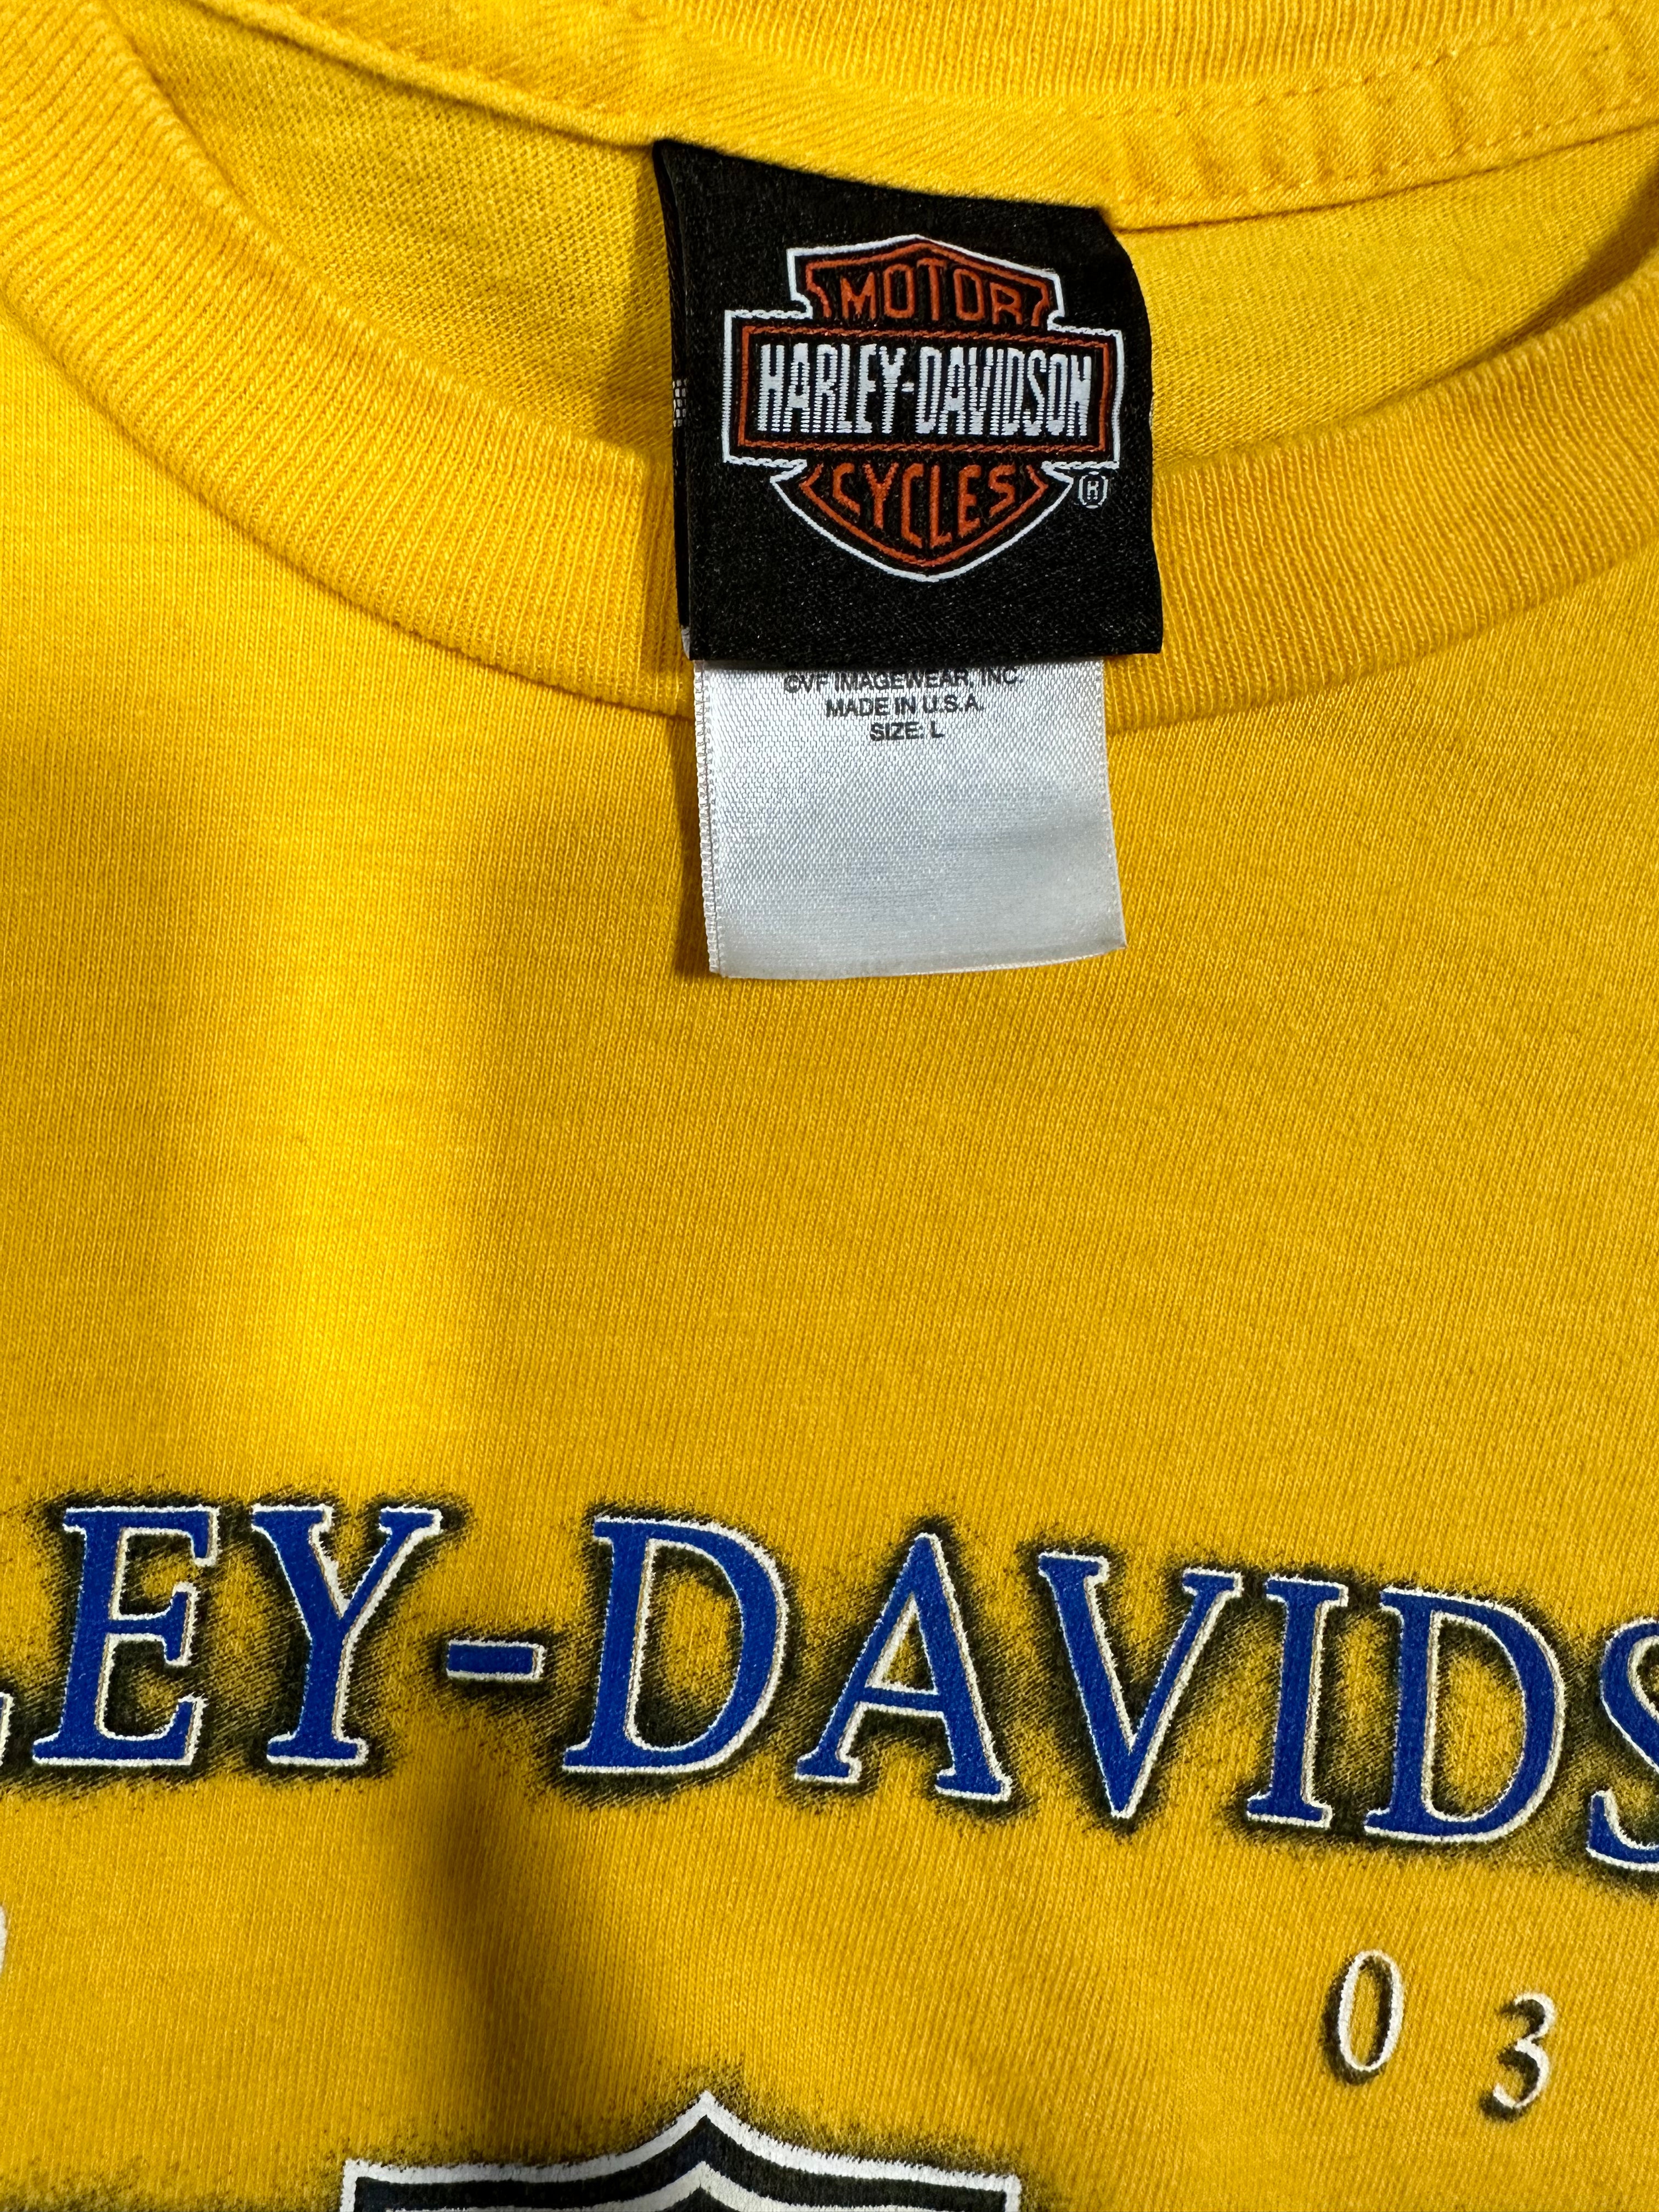 MOTOR
HARLEY-DAVIDSON
CYCLES ®
©VF IMAGEWEAR, INC.
MADE IN U.S.A.
SIZE: L
LEY-DAVIDS
03